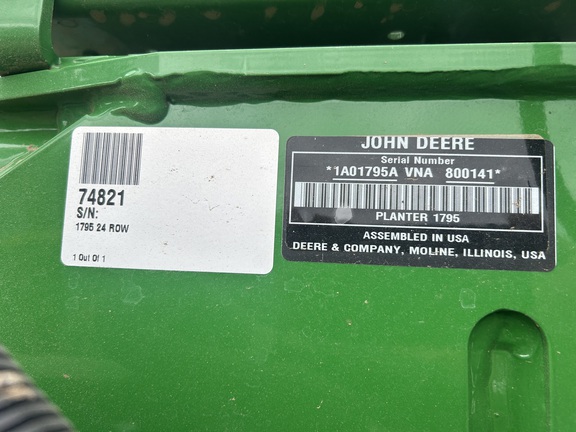 74821
S/N:
1795 24 ROW
1 Out Of 1
JOHN DEERE
Serial Number
*1A01795A VNA 800141*
PLANTER 1795
ASSEMBLED IN USA
DEERE & COMPANY, MOLINE, ILLINOIS, USA